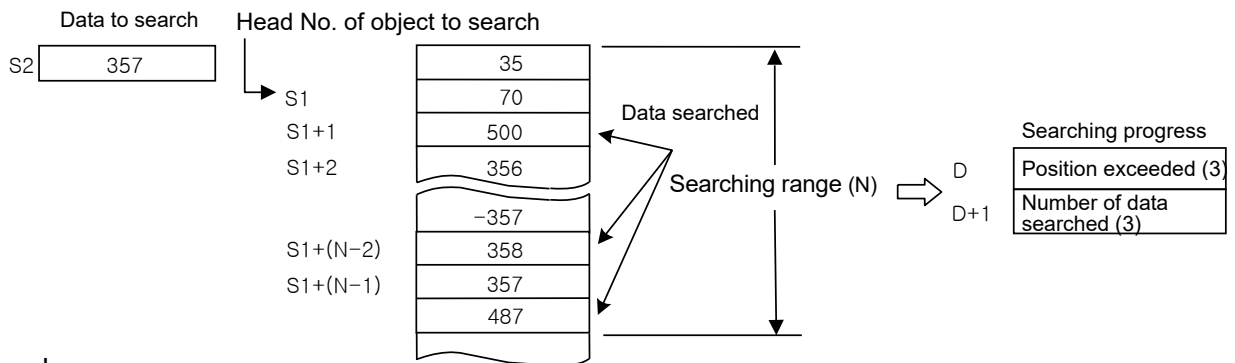 Data to search
Head No. of object to search
S2 357
35
S1 70
S1+1 500
S1+2 356
-357
S1+(N-2) 358
S1+(N-1) 357
487
Data searched
Searching range (N)
Searching progress
D Position exceeded (3)
D+1 Number of data
searched (3)